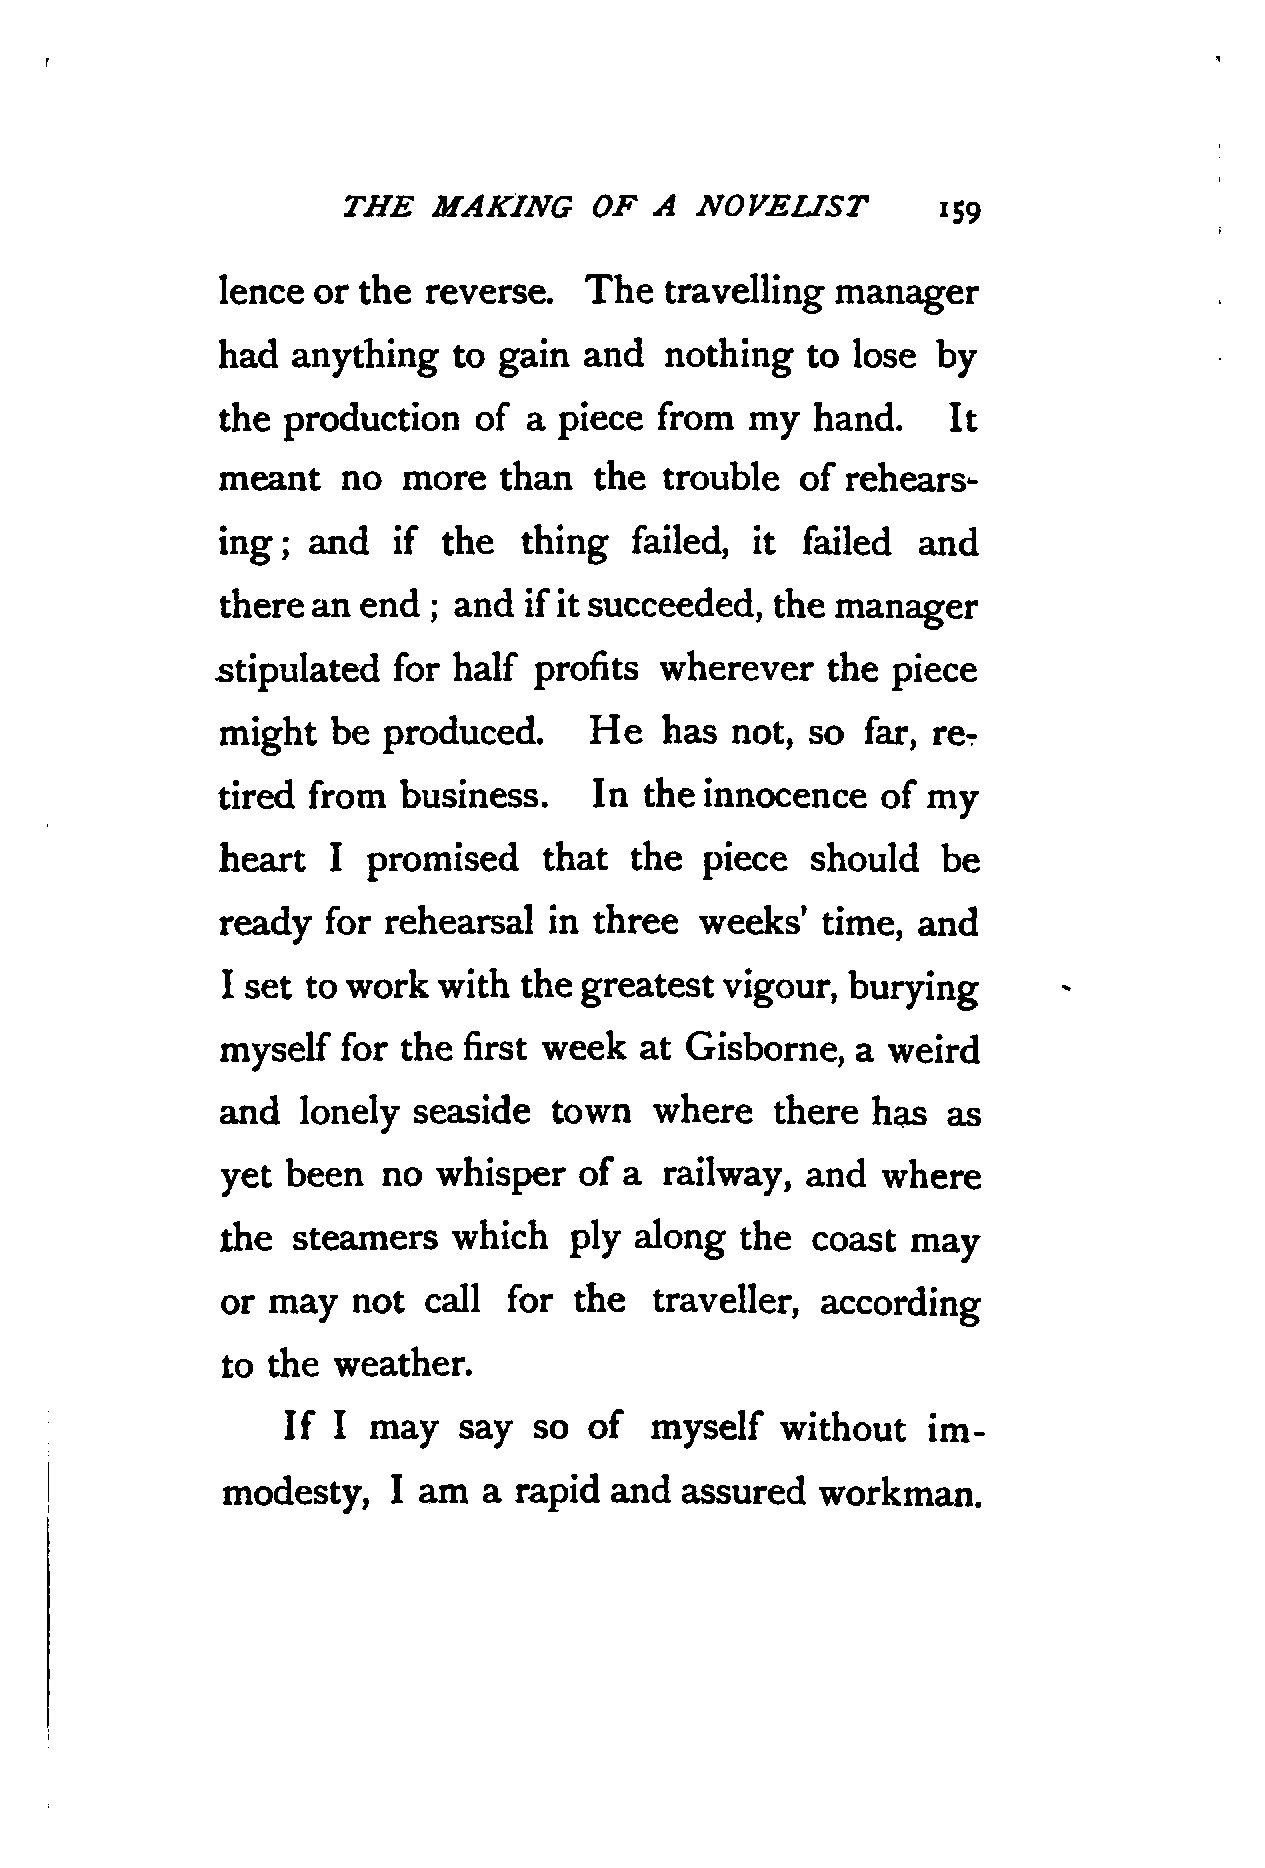 THE MAKING OF A NOVELIST 159
lence or the reverse. The travelling manager
had anything to gain and nothing to lose by
the production of a piece from my hand. It
meant no more than the trouble of rehears-
ing; and if the thing failed, it failed and
there an end; and if it succeeded, the manager
stipulated for half profits wherever the piece
might be produced. He has not, so far, re-
tired from business. In the innocence of my
heart I promised that the piece should be
ready for rehearsal in three weeks' time, and
I set to work with the greatest vigour, burying
myself for the first week at Gisborne, a weird
and lonely seaside town where there has as
yet been no whisper of a railway, and where
the steamers which ply along the coast may
or may not call for the traveller, according
to the weather.
If I may say so of myself without im-
modesty, I am a rapid and assured workman.